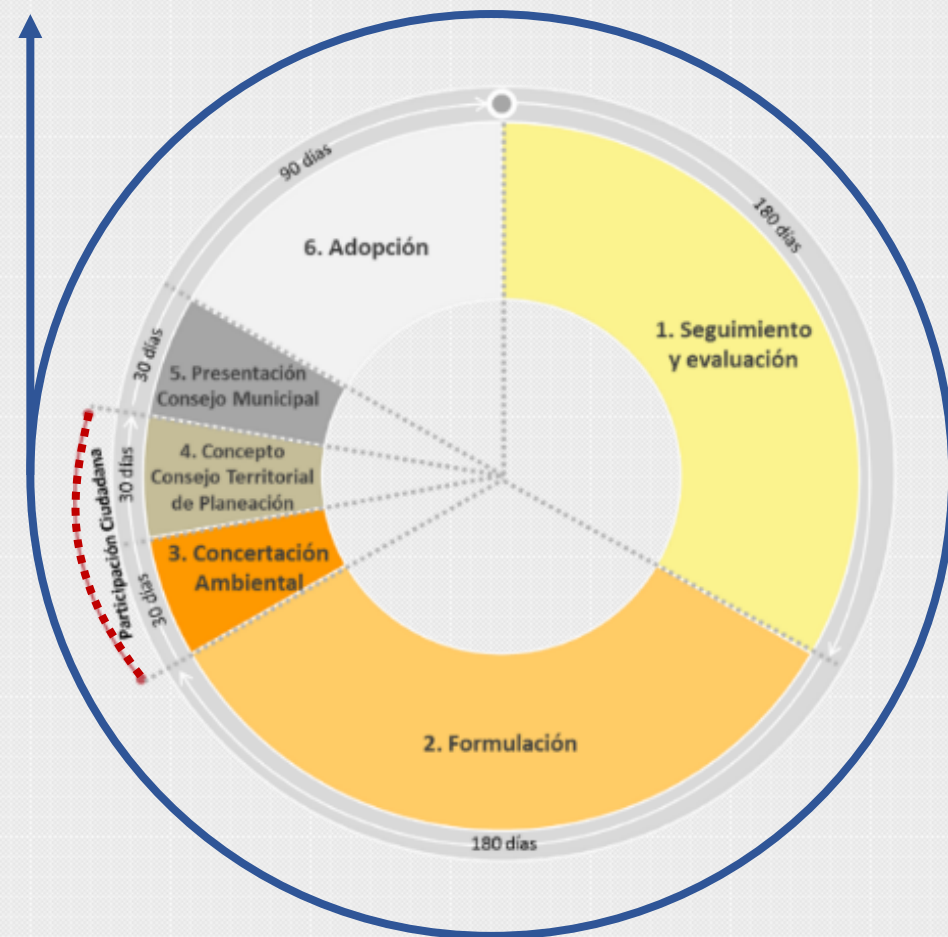 180 días
1. Seguimiento
y evaluación
180 días
2. Formulación
30 días
3. Concertación
Ambiental
30 días
4. Concepto
Consejo Territorial
de Planeación
Participación Ciudadana
30 días
5. Presentación
Consejo Municipal
90 días
6. Adopción